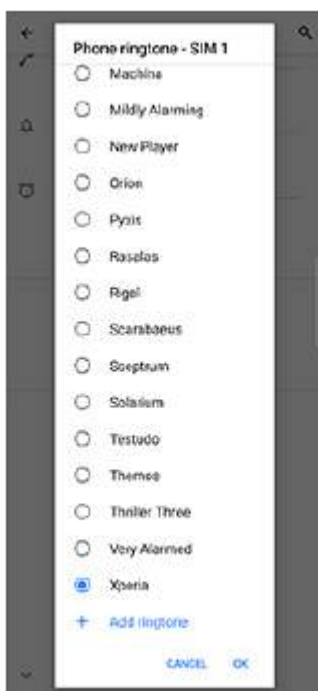 Phone ringtone - SIM 1
Machina
Mildly Alarming
New Player
Orion
Pyxis
Rasalas
Rigel
Scarabaeus
Sceptrum
Solarium
Testudo
Themos
Thriller Three
Very Alarmed
Xperia
+ Add ringtone
CANCEL OK